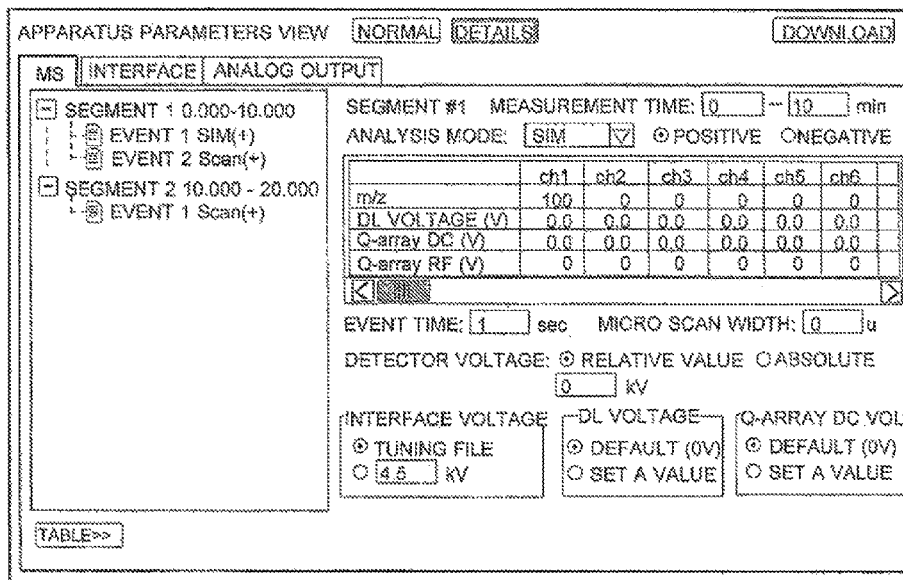 APPARATUS PARAMETERS VIEW NORMAL DETAILS DOWNLOAD
MS INTERFACE ANALOG OUTPUT
SEGMENT 1 0.000-10.000
EVENT 1 SIM(+)
EVENT 2 Scan(+)
SEGMENT 2 10.000 - 20.000
EVENT 1 Scan(+)
SEGMENT #1 MEASUREMENT TIME: 0 ~ 10 min
ANALYSIS MODE: SIM POSITIVE NEGATIVE
ch1 ch2 ch3 ch4 ch5 ch6
m/z 100 0 0 0 0 0
DL VOLTAGE (V) 0.0 0.0 0.0 0.0 0.0 0.0
Q-array DC (V) 0.0 0.0 0.0 0.0 0.0 0.0
Q-array RF (V) 0 0 0 0 0 0
EVENT TIME: 1 sec MICRO SCAN WIDTH: 0 u
DETECTOR VOLTAGE: RELATIVE VALUE ABSOLUTE
0 kV
INTERFACE VOLTAGE
TUNING FILE
4.5 kV
DL VOLTAGE
DEFAULT (0V)
SET A VALUE
Q-ARRAY DC VOL
DEFAULT (0V)
SET A VALUE
TABLE>>